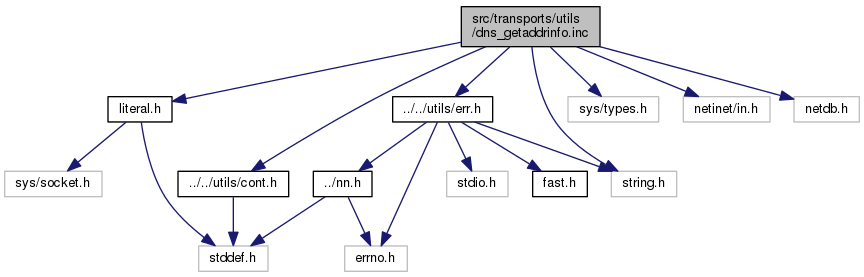 src/transports/utils
/dns_getaddrinfo.inc
literal.h
../../utils/err.h
sys/types.h
netinet/in.h
netdb.h
sys/socket.h
../../utils/cont.h
../nn.h
stdio.h
fast.h
string.h
stddef.h
errno.h